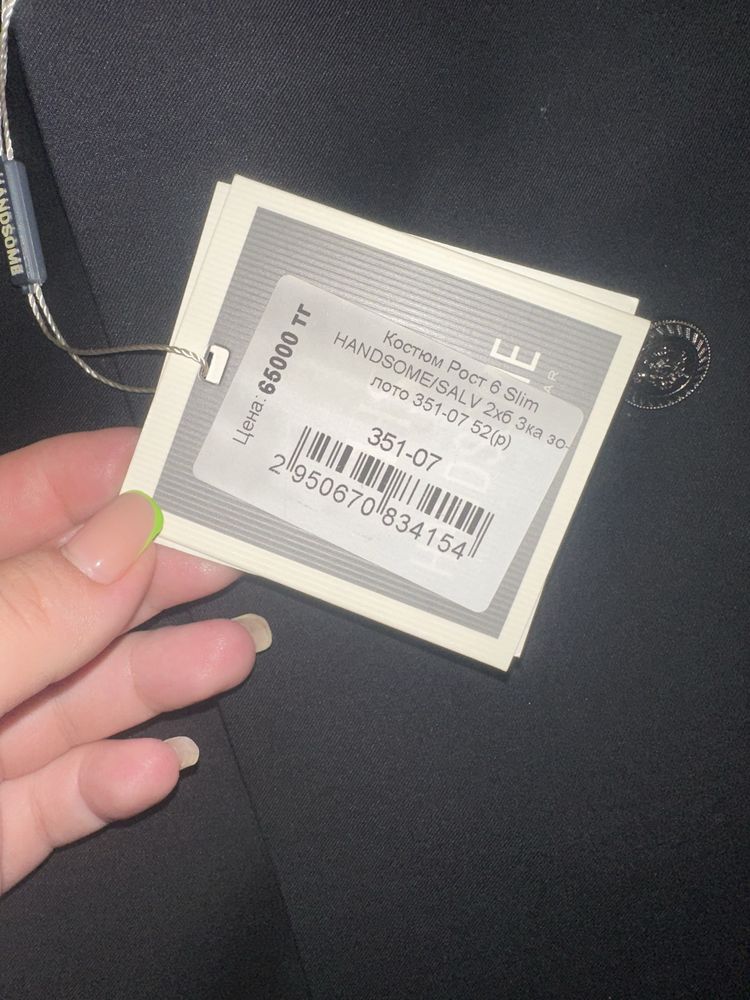 HANDSOME
Цена: 65000 тг
Костюм Рост 6 Slim
HANDSOME/SALV 2хб 3ка зо-
лото 351-07 52(р)
351-07
2 950670 834154